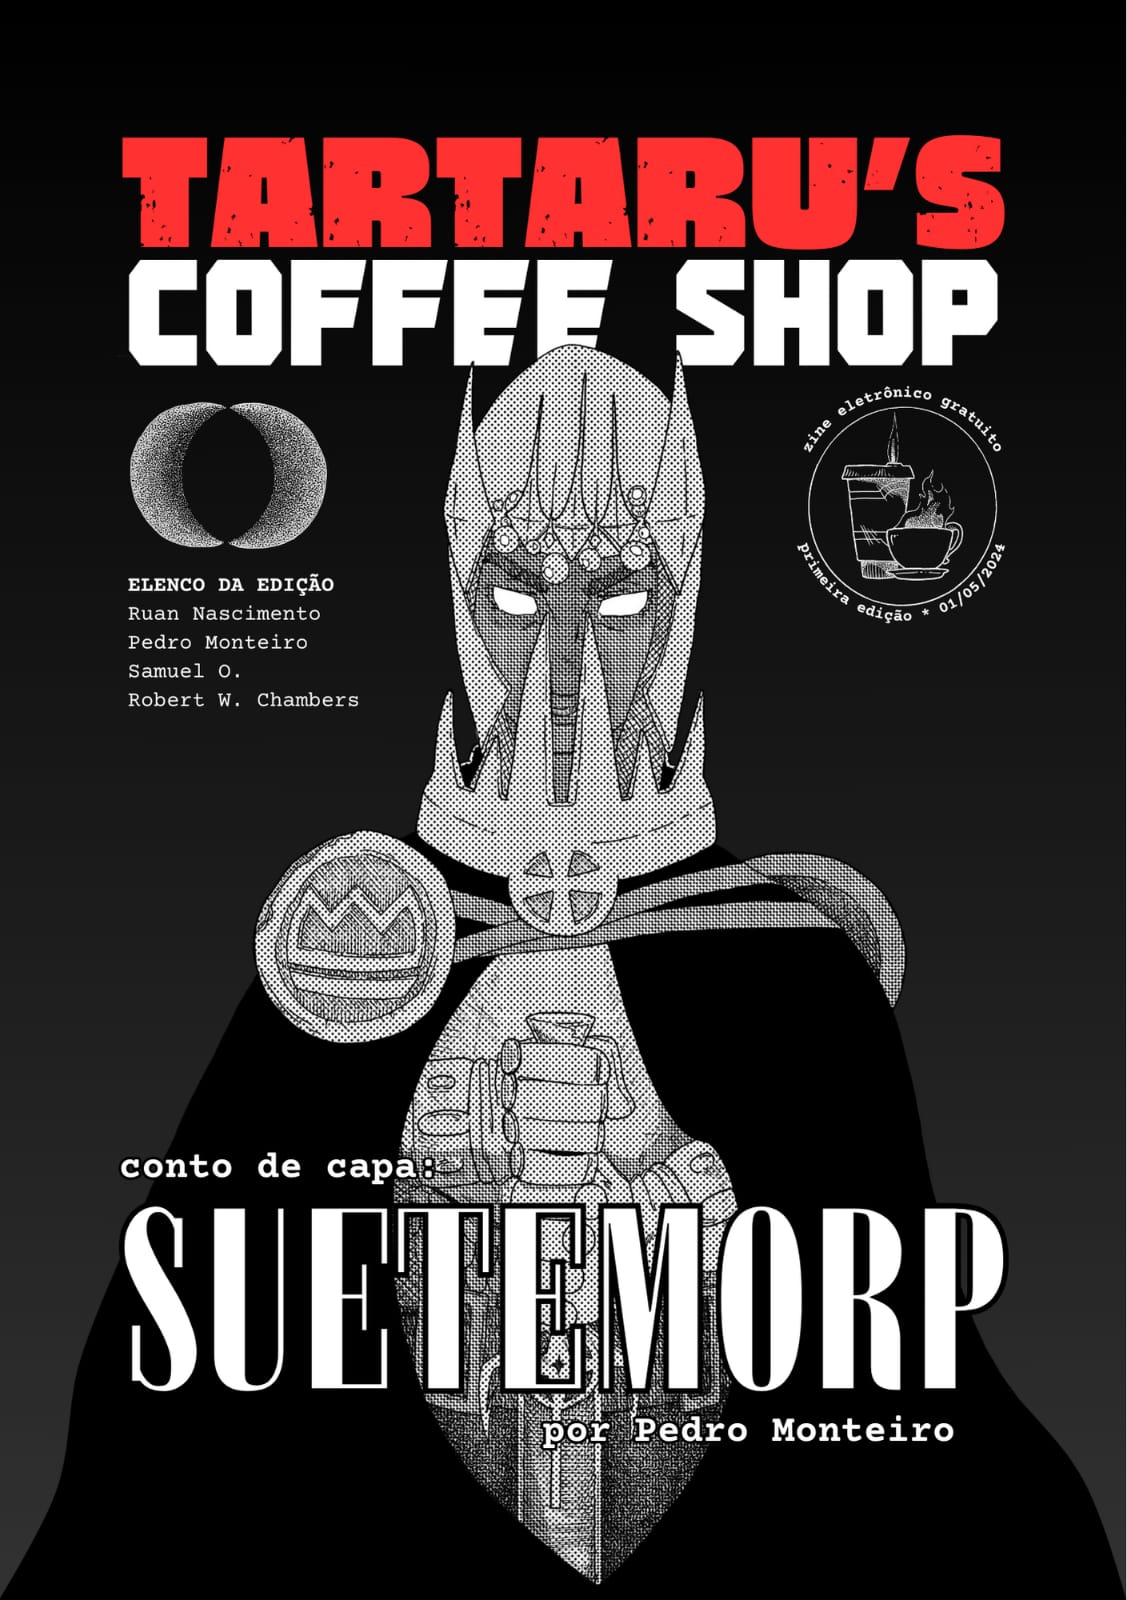 TARTARU'S
COFFEE SHOP
zine eletrônico gratuito
primeira edição * 01/05/2024
ELENCO DA EDIÇÃO
Ruan Nascimento
Pedro Monteiro
Samuel O.
Robert W. Chambers
conto de capa:
SUETEMORP
por Pedro Monteiro